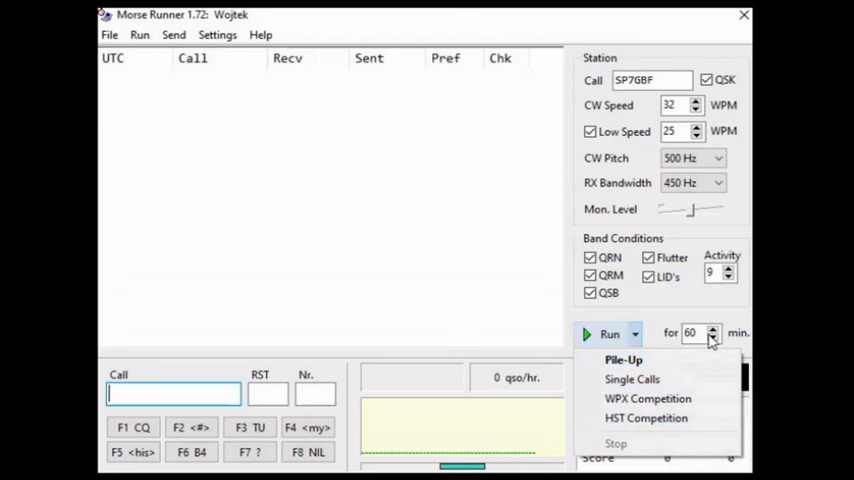 Morse Runner 1.72: Wojtek
File Run Send Settings Help
UTC Call Recv Sent Pref Chk
Station
Call SP7GBF QSK
CW Speed 32 WPM
Low Speed 25 WPM
CW Pitch 500 Hz
RX Bandwidth 450 Hz
Mon. Level
Band Conditions
QRN Flutter Activity
QRM LID's 9
QSB
Run for 60 min.
Pile-Up
Single Calls
WPX Competition
HST Competition
Stop
Call RST Nr.
F1 CQ F2 <#> F3 TU F4 <my>
F5 <his> F6 B4 F7 ? F8 NIL
0 qso/hr.
Score 0 0